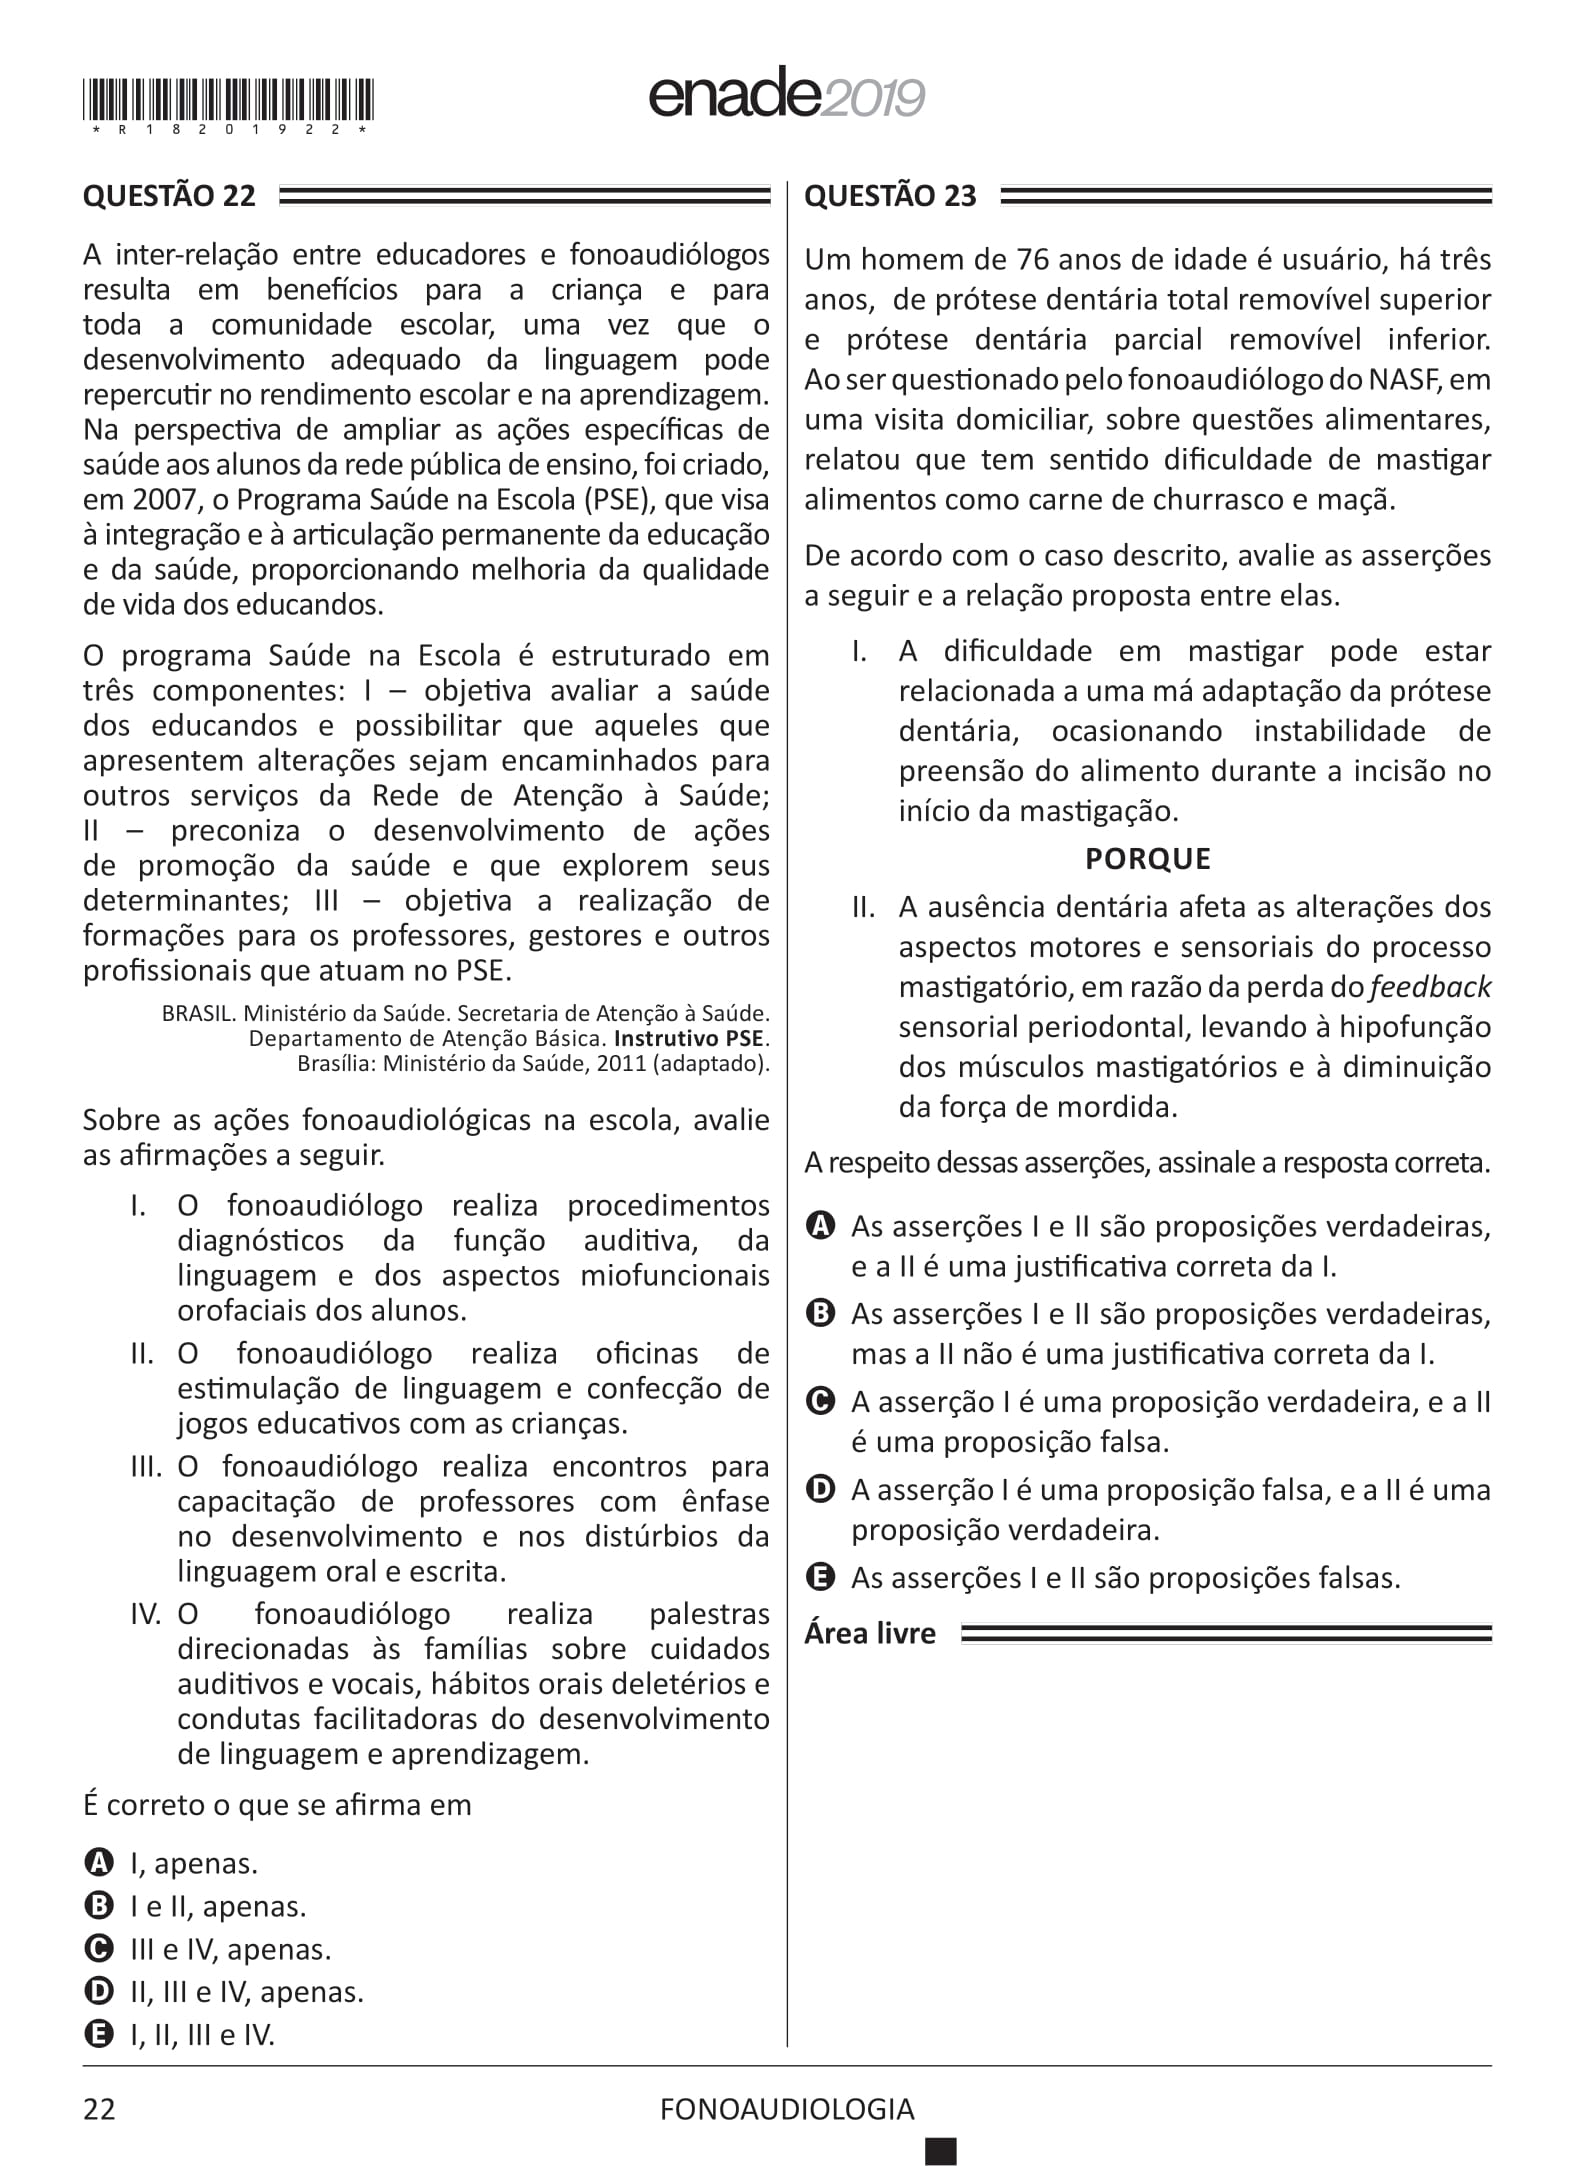 *R18201922*
enade2019
QUESTÃO 22
A inter-relação entre educadores e fonoaudiólogos
resulta em benefícios para a criança e para
toda a comunidade escolar, uma vez que o
desenvolvimento adequado da linguagem pode
repercutir no rendimento escolar e na aprendizagem.
Na perspectiva de ampliar as ações específicas de
saúde aos alunos da rede pública de ensino, foi criado,
em 2007, o Programa Saúde na Escola (PSE), que visa
à integração e à articulação permanente da educação
e da saúde, proporcionando melhoria da qualidade
de vida dos educandos.
O programa Saúde na Escola é estruturado em
três componentes: I – objetiva avaliar a saúde
dos educandos e possibilitar que aqueles que
apresentem alterações sejam encaminhados para
outros serviços da Rede de Atenção à Saúde;
II – preconiza o desenvolvimento de ações
de promoção da saúde e que explorem seus
determinantes; III – objetiva a realização de
formações para os professores, gestores e outros
profissionais que atuam no PSE.
BRASIL. Ministério da Saúde. Secretaria de Atenção à Saúde.
Departamento de Atenção Básica. Instrutivo PSE.
Brasília: Ministério da Saúde, 2011 (adaptado).
Sobre as ações fonoaudiológicas na escola, avalie
as afirmações a seguir.
I. O fonoaudiólogo realiza procedimentos
diagnósticos da função auditiva, da
linguagem e dos aspectos miofuncionais
orofaciais dos alunos.
II. O fonoaudiólogo realiza oficinas de
estimulação de linguagem e confecção de
jogos educativos com as crianças.
III. O fonoaudiólogo realiza encontros para
capacitação de professores com ênfase
no desenvolvimento e nos distúrbios da
linguagem oral e escrita.
IV. O fonoaudiólogo realiza palestras
direcionadas às famílias sobre cuidados
auditivos e vocais, hábitos orais deletérios e
condutas facilitadoras do desenvolvimento
de linguagem e aprendizagem.
É correto o que se afirma em
A I, apenas.
B I e II, apenas.
C III e IV, apenas.
D II, III e IV, apenas.
E I, II, III e IV.
QUESTÃO 23
Um homem de 76 anos de idade é usuário, há três
anos, de prótese dentária total removível superior
e prótese dentária parcial removível inferior.
Ao ser questionado pelo fonoaudiólogo do NASF, em
uma visita domiciliar, sobre questões alimentares,
relatou que tem sentido dificuldade de mastigar
alimentos como carne de churrasco e maçã.
De acordo com o caso descrito, avalie as asserções
a seguir e a relação proposta entre elas.
I. A dificuldade em mastigar pode estar
relacionada a uma má adaptação da prótese
dentária, ocasionando instabilidade de
preensão do alimento durante a incisão no
início da mastigação.
PORQUE
II. A ausência dentária afeta as alterações dos
aspectos motores e sensoriais do processo
mastigatório, em razão da perda do feedback
sensorial periodontal, levando à hipofunção
dos músculos mastigatórios e à diminuição
da força de mordida.
A respeito dessas asserções, assinale a resposta correta.
A As asserções I e II são proposições verdadeiras,
e a II é uma justificativa correta da I.
B As asserções I e II são proposições verdadeiras,
mas a II não é uma justificativa correta da I.
C A asserção I é uma proposição verdadeira, e a II
é uma proposição falsa.
D A asserção I é uma proposição falsa, e a II é uma
proposição verdadeira.
E As asserções I e II são proposições falsas.
Área livre
22
FONOAUDIOLOGIA